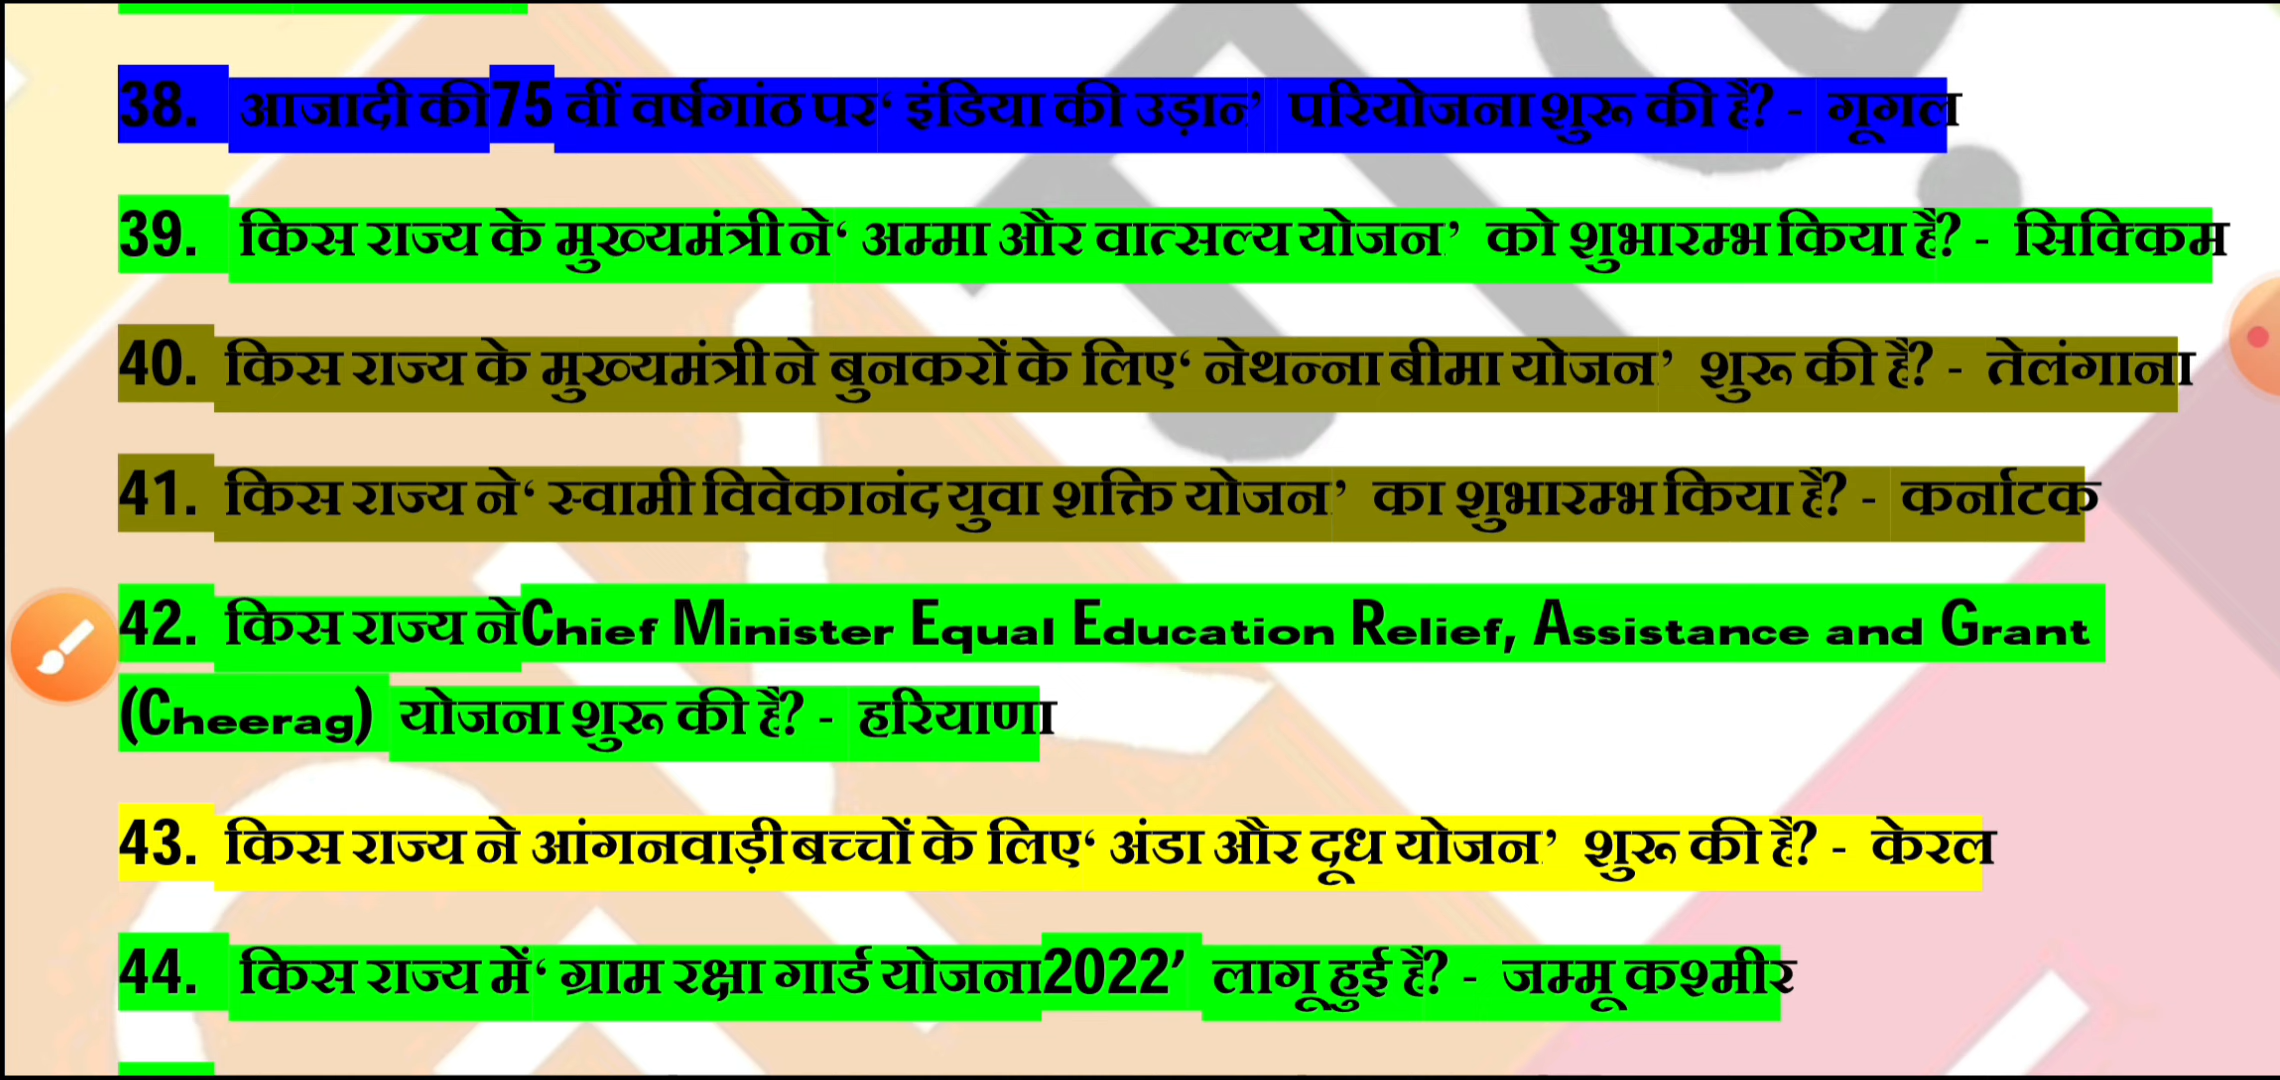 38. आजादी की 75 वीं वर्षगांठ पर ‘ इंडिया की उड़ान’ परियोजना शुरू की है? - गूगल
39. किस राज्य के मुख्यमंत्री ने ‘ अम्मा और वात्सल्य योजन’ को शुभारम्भ किया है? - सिक्किम
40. किस राज्य के मुख्यमंत्री ने बुनकरों के लिए ‘ नेथन्ना बीमा योजन’ शुरू की है? - तेलंगाना
41. किस राज्य ने ‘ स्वामी विवेकानंद युवा शक्ति योजन’ का शुभारम्भ किया है? - कर्नाटक
42. किस राज्य ने Chief Minister Equal Education Relief, Assistance and Grant
(Cheerag) योजना शुरू की है? - हरियाणा
43. किस राज्य ने आंगनवाड़ी बच्चों के लिए ‘ अंडा और दूध योजन’ शुरू की है? - केरल
44. किस राज्य में ‘ ग्राम रक्षा गार्ड योजना 2022’ लागू हुई है? - जम्मू कश्मीर